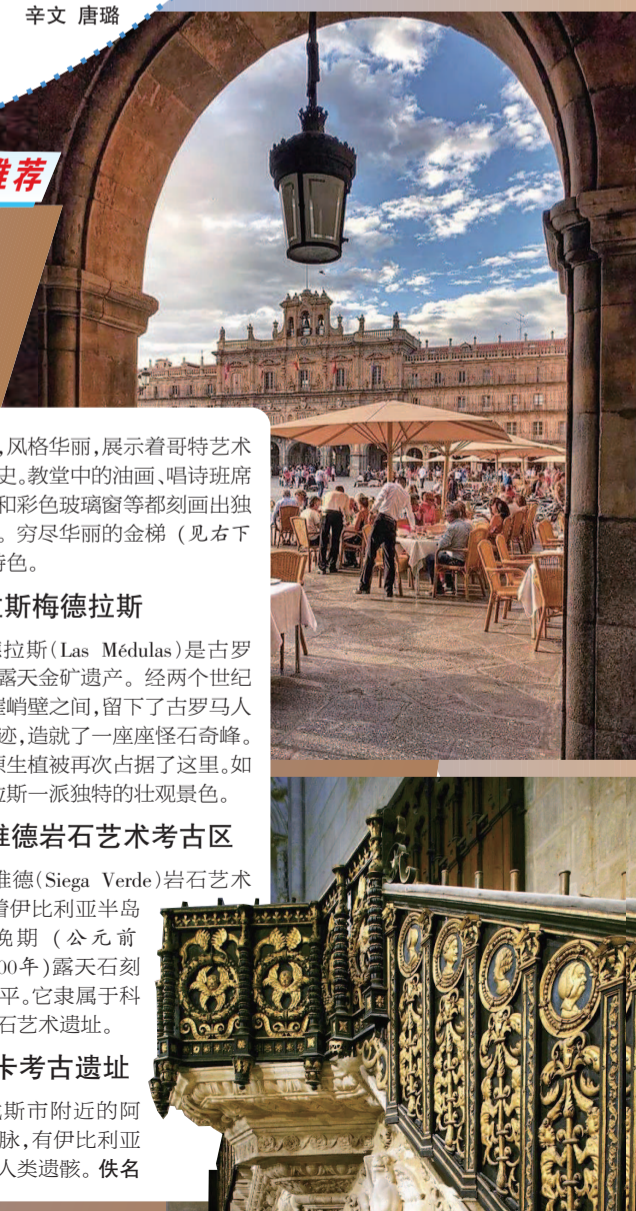 辛文 唐璐
推荐
,风格华丽,展示着哥特艺术
史。教堂中的油画、唱诗班席
和彩色玻璃窗等都刻画出独
。穷尽华丽的金梯(见右下
特色。
斯梅德拉斯
拉斯(Las Médulas)是古罗
露天金矿遗产。经两个世纪
峭壁之间,留下了古罗马人
迹,造就了一座座怪石奇峰。
原生植被再次占据了这里。如
拉斯一派独特的壮观景色。
维德岩石艺术考古区
维德(Siega Verde)岩石艺术
着伊比利亚半岛
晚期(公元前
00年)露天石刻
平。它隶属于科
石艺术遗址。
卡考古遗址
斯市附近的阿
脉,有伊比利亚
人类遗骸。佚名